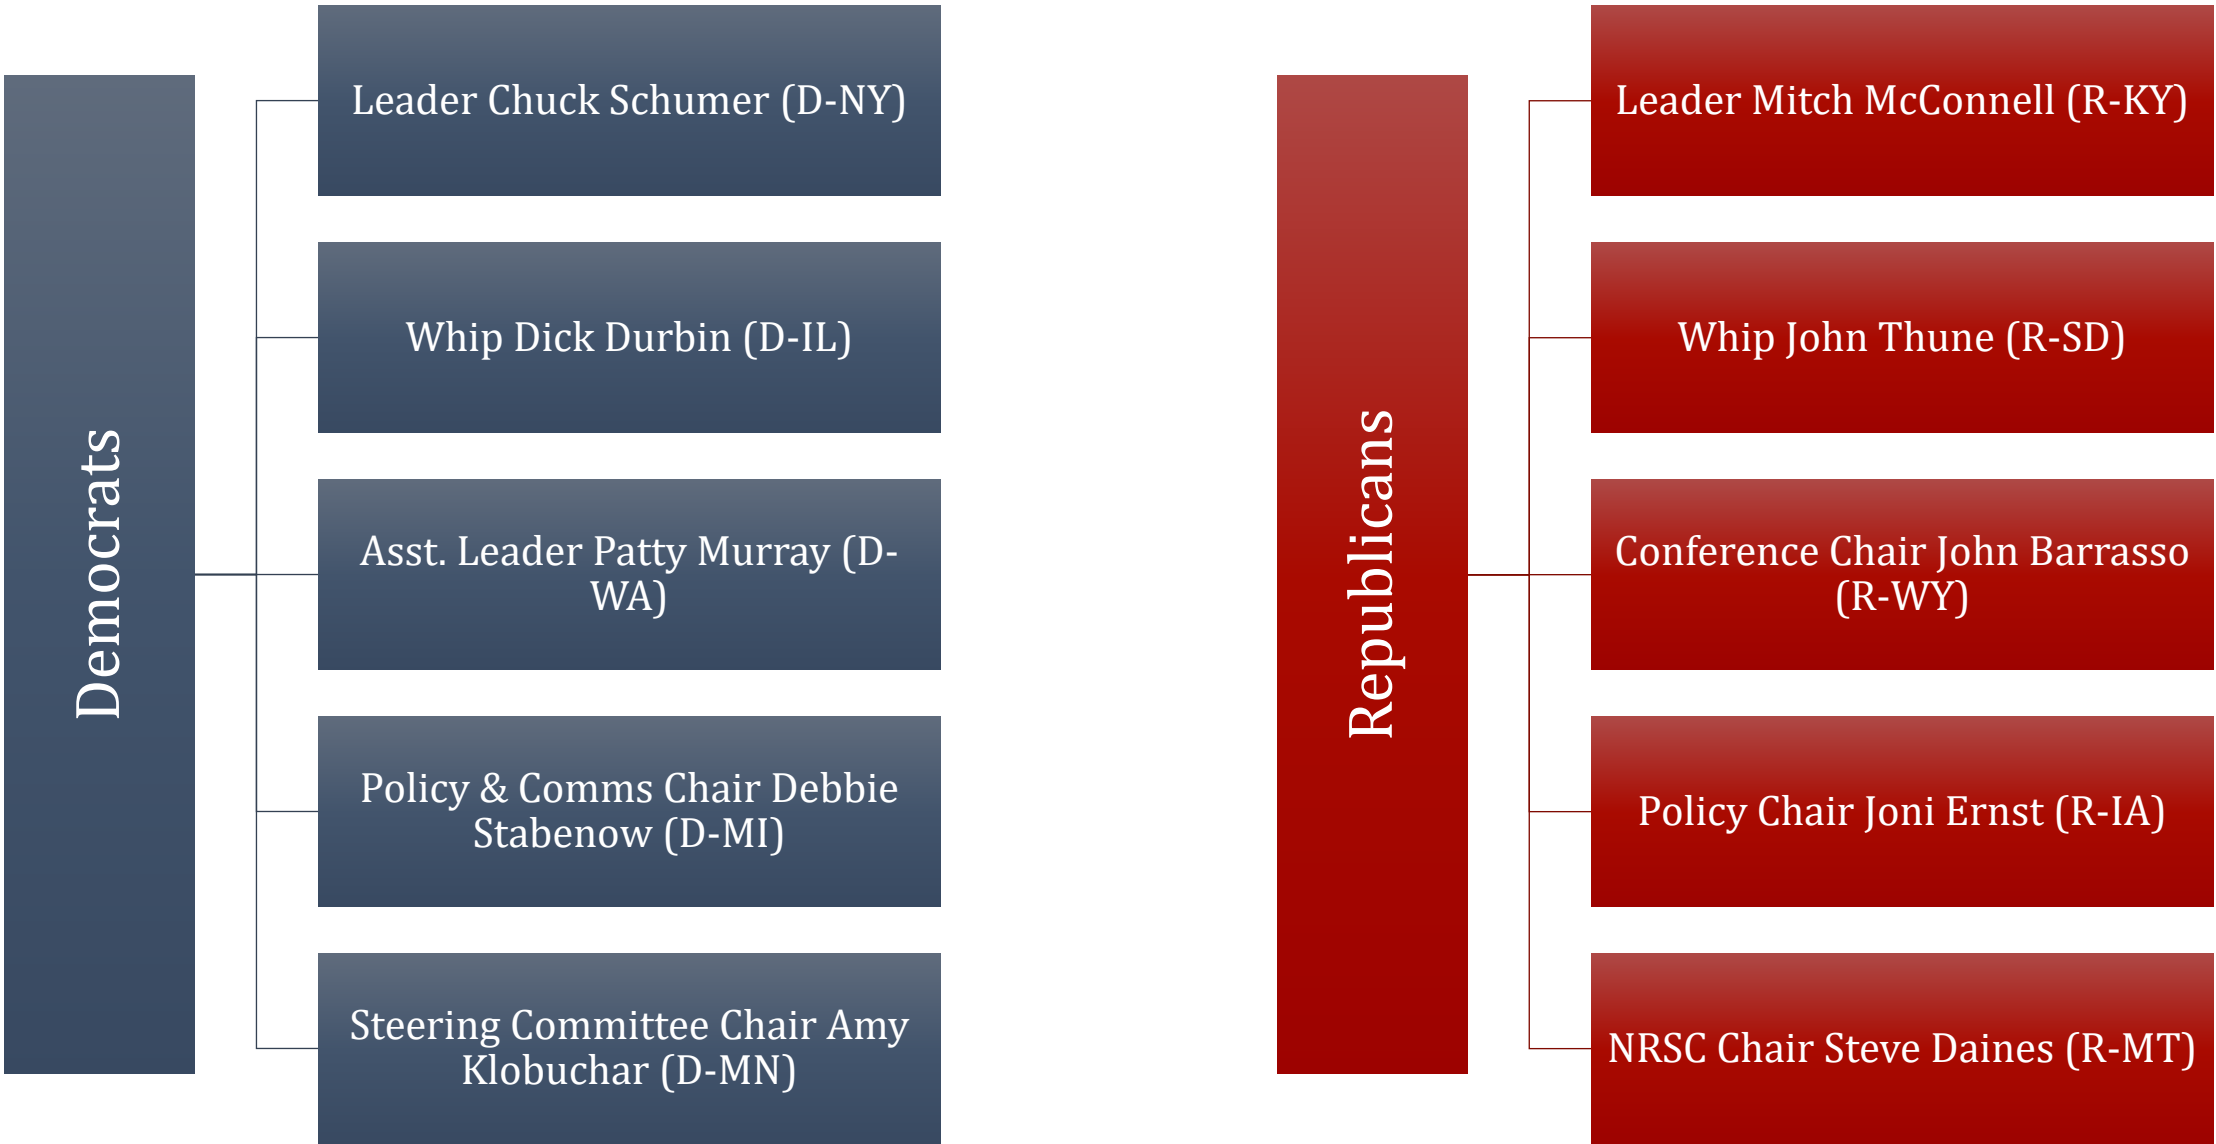 Democrats
Leader Chuck Schumer (D-NY)
Whip Dick Durbin (D-IL)
Asst. Leader Patty Murray (D-
WA)
Policy & Comms Chair Debbie
Stabenow (D-MI)
Steering Committee Chair Amy
Klobuchar (D-MN)
Republicans
Leader Mitch McConnell (R-KY)
Whip John Thune (R-SD)
Conference Chair John Barrasso
(R-WY)
Policy Chair Joni Ernst (R-IA)
NRSC Chair Steve Daines (R-MT)